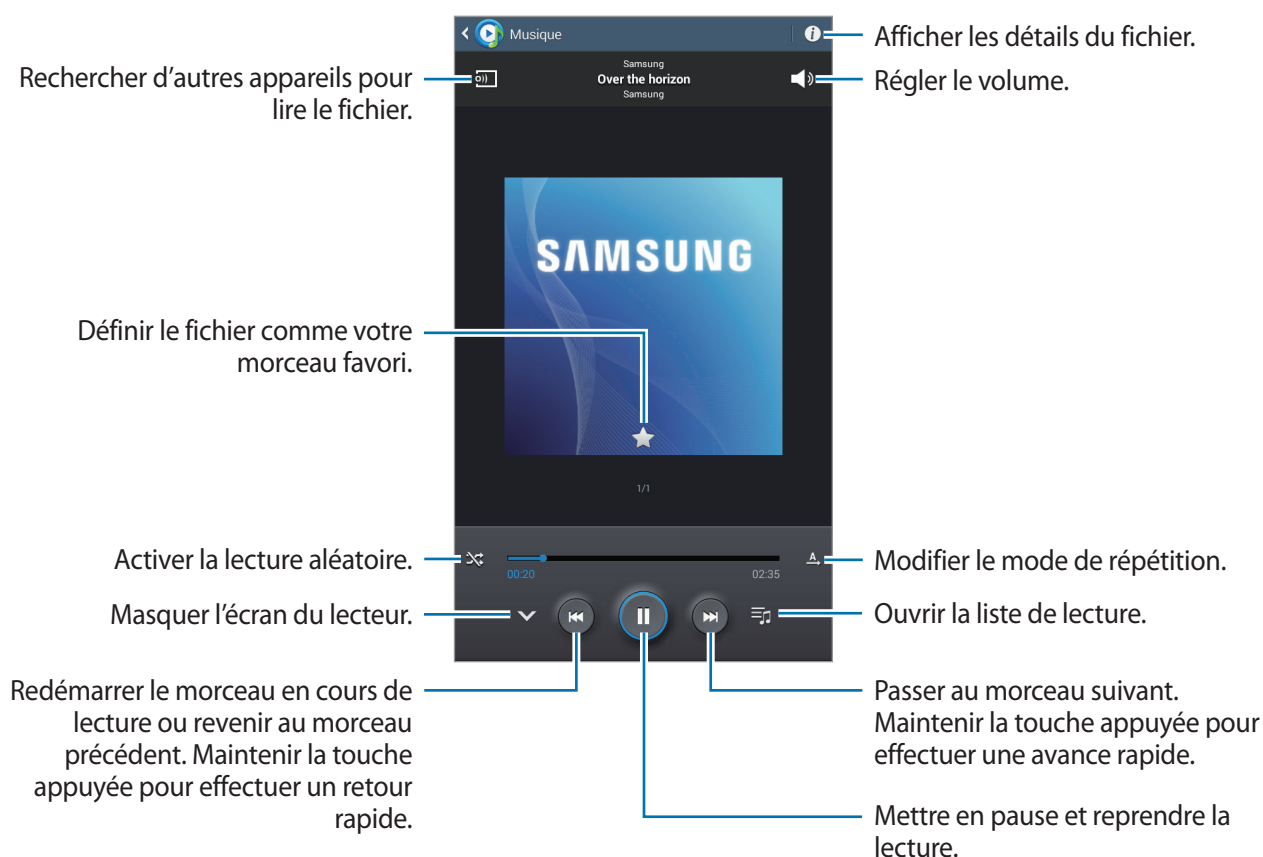 Musique
Afficher les détails du fichier.
Rechercher d'autres appareils pour
lire le fichier.
Samsung
Over the horizon
Samsung
Régler le volume.
SAMSUNG
Définir le fichier comme votre
morceau favori.
1/1
Activer la lecture aléatoire.
00:20
02:35
A
Modifier le mode de répétition.
Masquer l'écran du lecteur.
Ouvrir la liste de lecture.
Redémarrer le morceau en cours de
lecture ou revenir au morceau
précédent. Maintenir la touche
appuyée pour effectuer un retour
rapide.
Passer au morceau suivant.
Maintenir la touche appuyée pour
effectuer une avance rapide.
Mettre en pause et reprendre la
lecture.